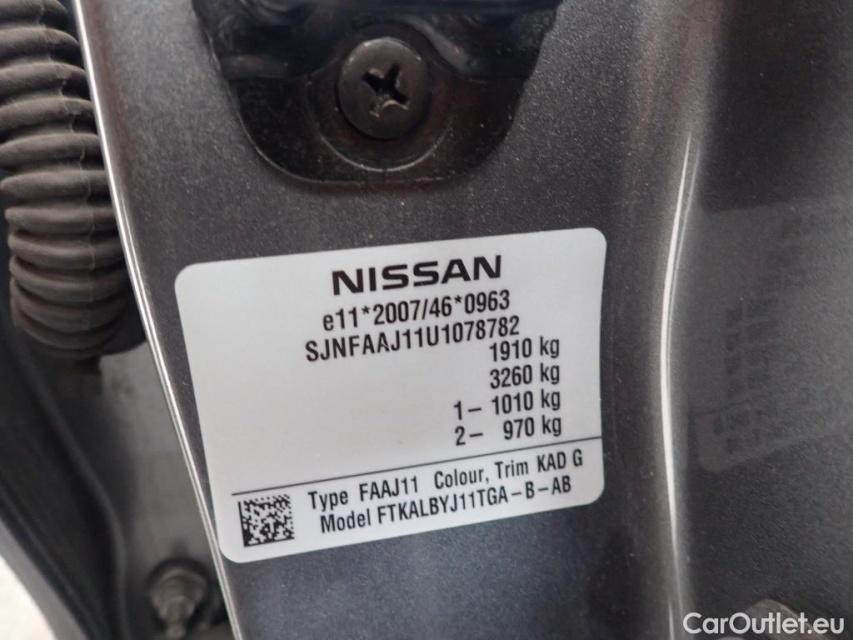 NISSAN
e11*2007/46*0963
SJNFAAJ11U1078782
1910 kg
3260 kg
1- 1010 kg
2- 970 kg
Type FAAJ11 Colour, Trim KAD G
Model FTKALBYJ11TGA-B-AB
CarOutlet.eu